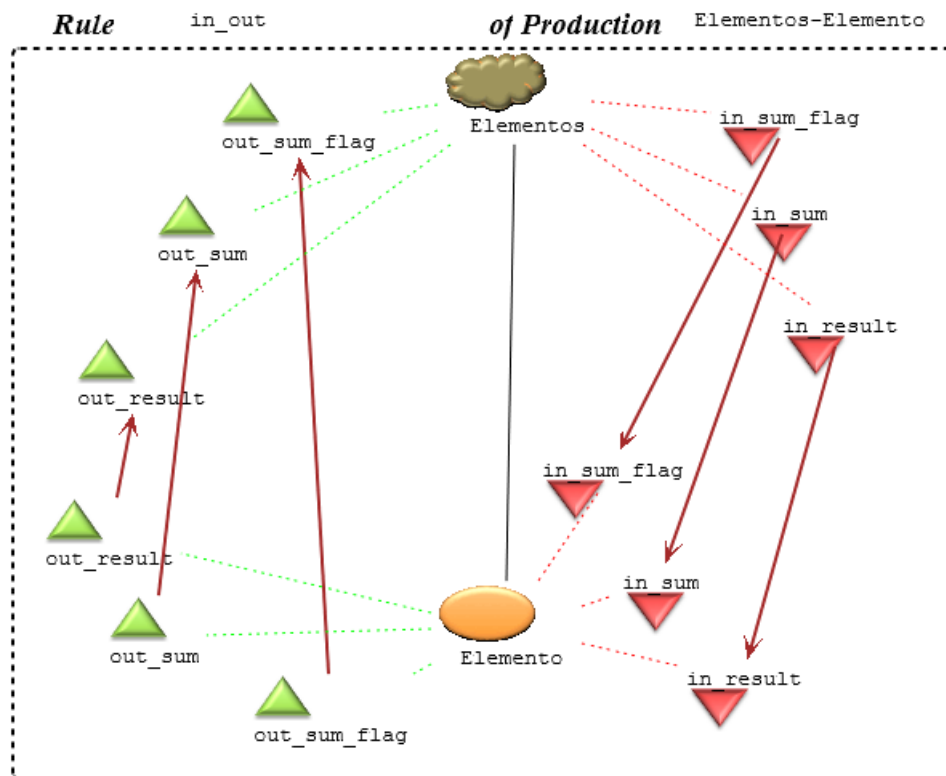 Rule in_out of Production Elementos-Elemento
Elementos
in_sum_flag
out_sum_flag
in_sum
out_sum
in_result
out_result
in_sum_flag
out_result
in_sum
out_sum
Elemento
in_result
out_sum_flag